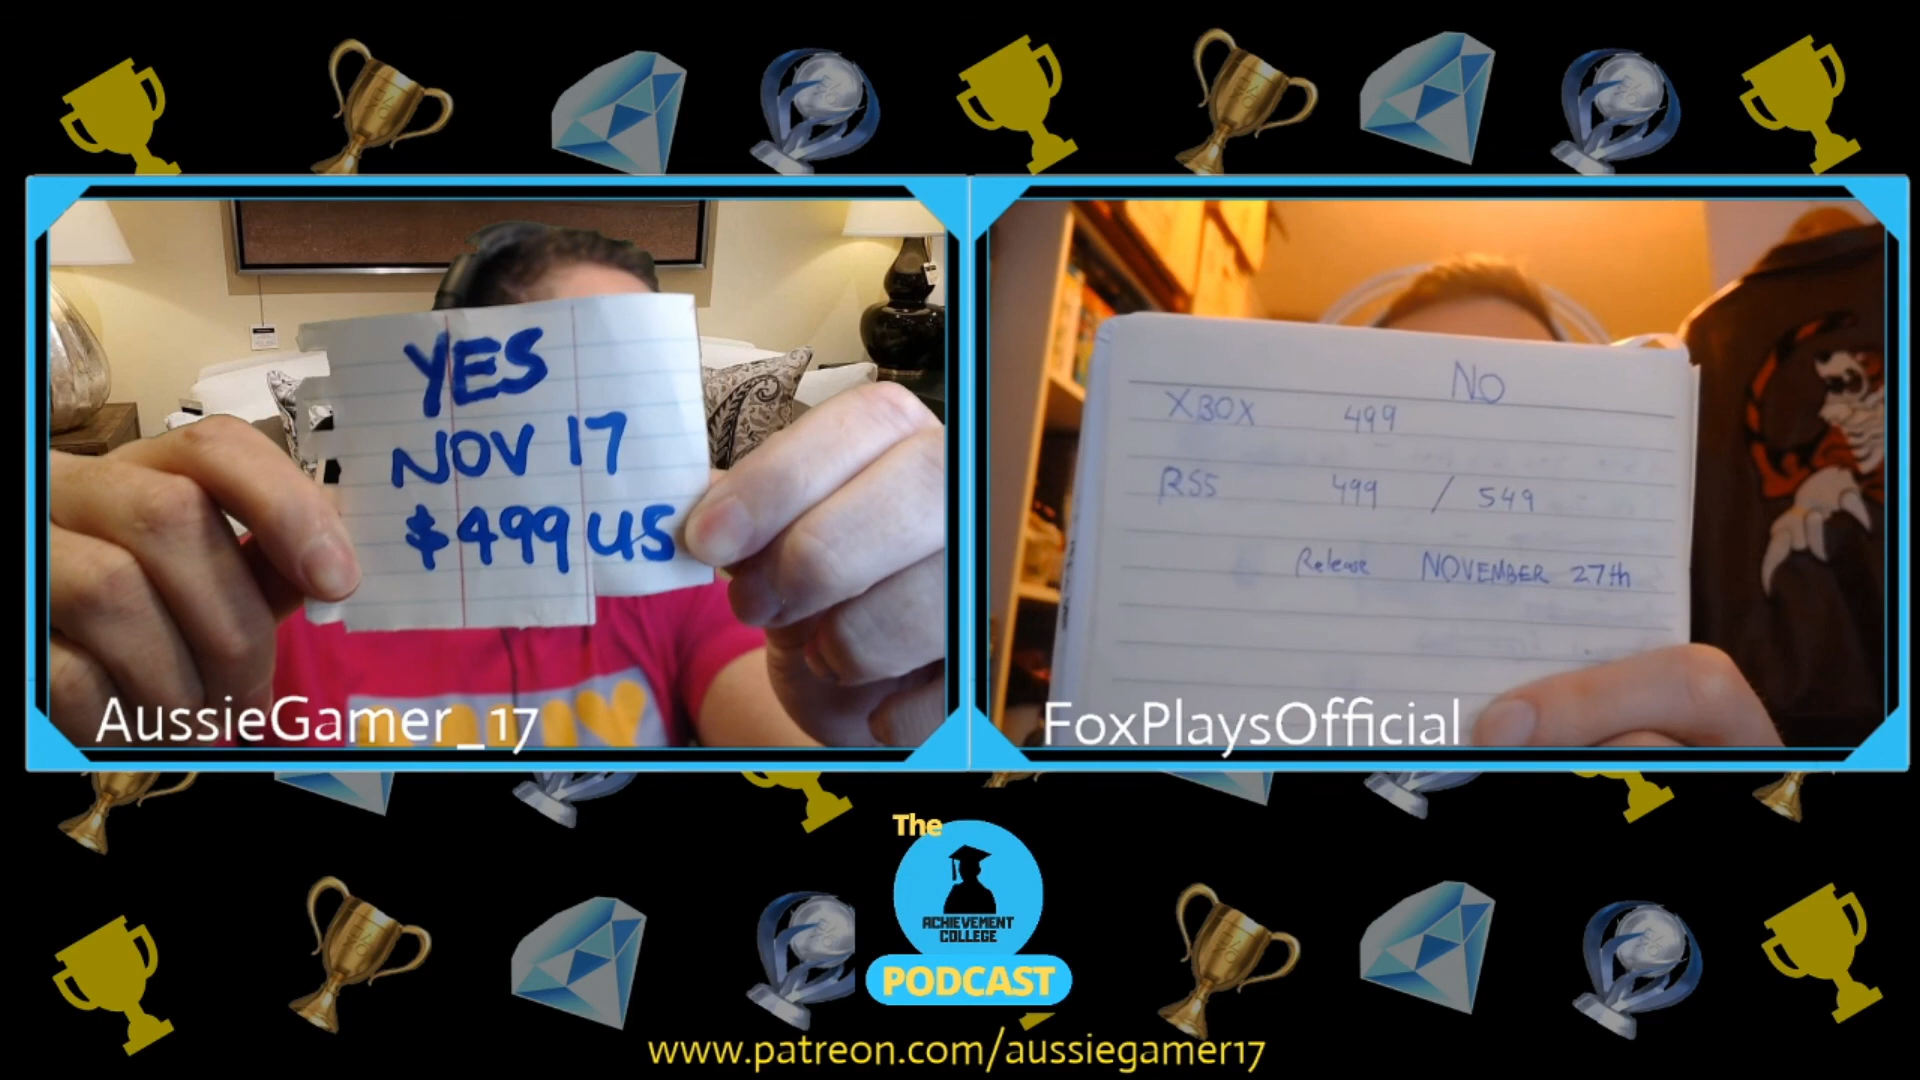 YES
NOV 17
$499 US
AussieGamer_17
NO
XBOX 499
RS5 499 / 549
Release NOVEMBER 27th
FoxPlaysOfficial
The
ACHIEVEMENT
COLLEGE
PODCAST
www.patreon.com/aussiegamer17